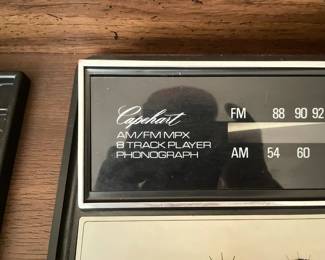 Capehart
AM/FM MPX
8 TRACK PLAYER
PHONOGRAPH
FM 88 90 92
AM 54 60